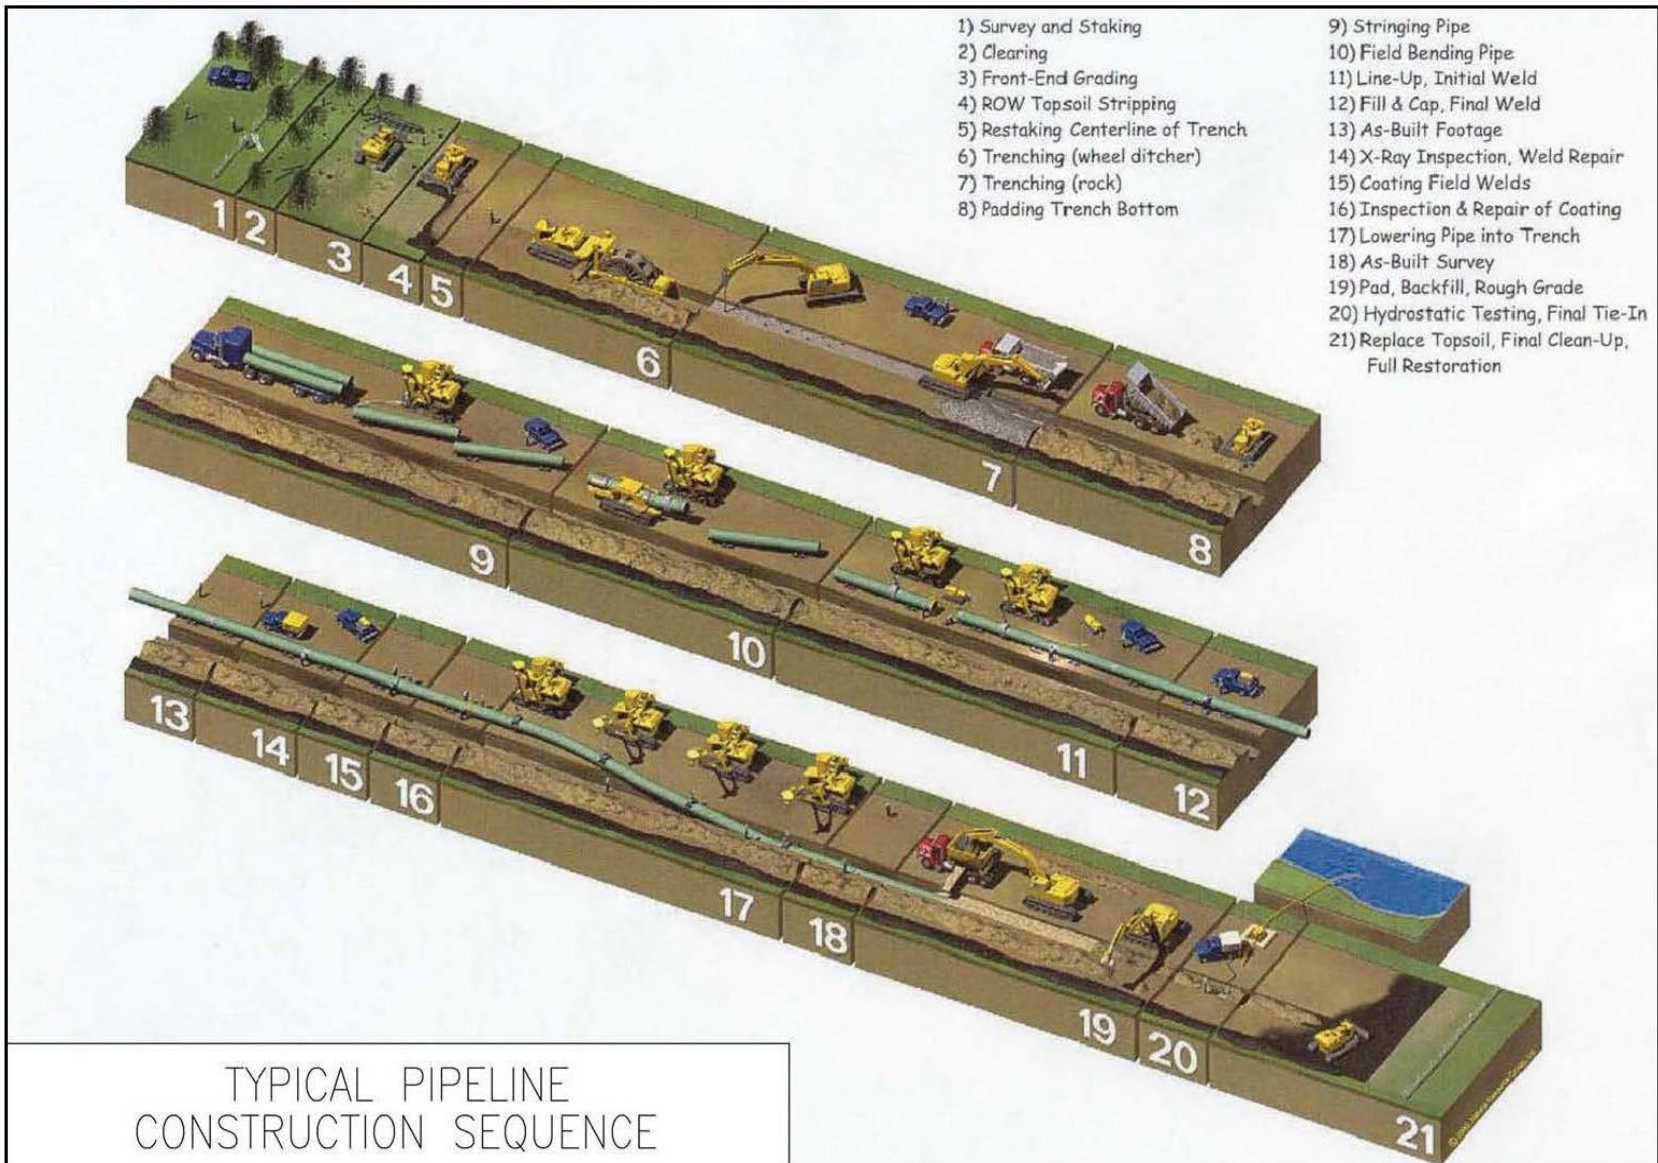 1) Survey and Staking
2) Clearing
3) Front-End Grading
4) ROW Topsoil Stripping
5) Restaking Centerline of Trench
6) Trenching (wheel ditcher)
7) Trenching (rock)
8) Padding Trench Bottom
9) Stringing Pipe
10) Field Bending Pipe
11) Line-Up, Initial Weld
12) Fill & Cap, Final Weld
13) As-Built Footage
14) X-Ray Inspection, Weld Repair
15) Coating Field Welds
16) Inspection & Repair of Coating
17) Lowering Pipe into Trench
18) As-Built Survey
19) Pad, Backfill, Rough Grade
20) Hydrostatic Testing, Final Tie-In
21) Replace Topsoil, Final Clean-Up,
Full Restoration
1
2
3
4
5
6
7
8
9
10
11
12
13
14
15
16
17
18
19
20
21
TYPICAL PIPELINE
CONSTRUCTION SEQUENCE